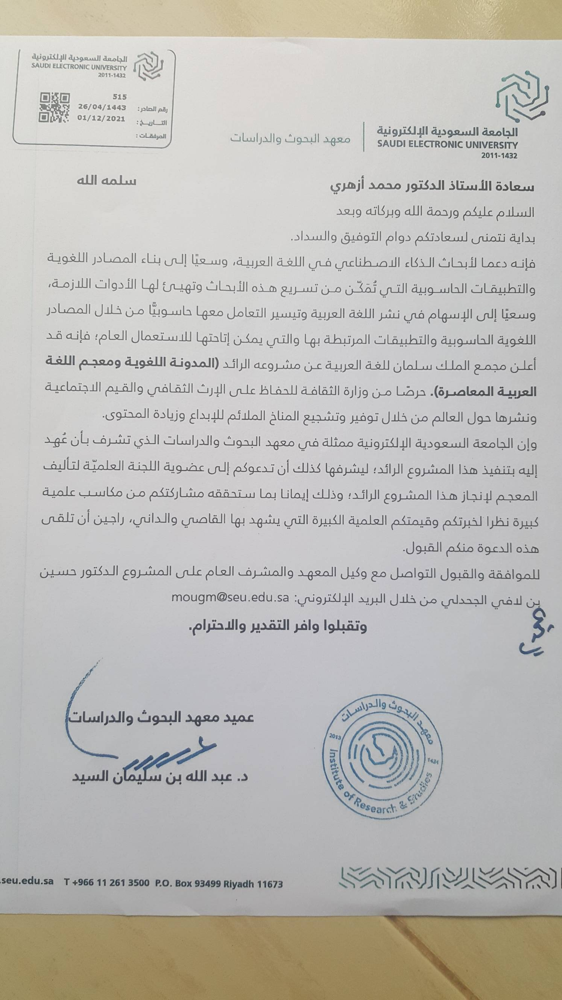 الجامعة السعودية الإلكترونية
SAUDI ELECTRONIC UNIVERSITY
2011-1432
515
رقم الصادر: 26/04/1443
التـــاريــخ: 01/12/2021
المرفقـات:
الجامعة السعودية الإلكترونية
SAUDI ELECTRONIC UNIVERSITY
2011-1432
معهد البحوث والدراسات
سعادة الأستاذ الدكتور محمد أزهري سلمه الله
السلام عليكم ورحمة الله وبركاته وبعد
بداية نتمنى لسعادتكم دوام التوفيق والسداد.
فإنه دعما لأبحاث الذكاء الاصطناعي في اللغة العربية، وسعيًا إلى بناء المصادر اللغوية
والتطبيقات الحاسوبية التي تُمَكّن من تسريع هذه الأبحاث وتهيئ لها الأدوات اللازمة،
وسعيًا إلى الإسهام في نشر اللغة العربية وتيسير التعامل معها حاسوبيًّا من خلال المصادر
اللغوية الحاسوبية والتطبيقات المرتبطة بها والتي يمكن إتاحتها للاستعمال العام؛ فإنه قد
أعلن مجمع الملك سلمان للغة العربية عن مشروعه الرائد (المدونة اللغوية ومعجم اللغة
العربية المعاصرة). حرصًا من وزارة الثقافة للحفاظ على الإرث الثقافي والقيم الاجتماعية
ونشرها حول العالم من خلال توفير وتشجيع المناخ الملائم للإبداع وزيادة المحتوى.
وإن الجامعة السعودية الإلكترونية ممثلة في معهد البحوث والدراسات الذي تشرف بأن عُهد
إليه بتنفيذ هذا المشروع الرائد؛ ليشرفها كذلك أن تدعوكم إلى عضوية اللجنة العلميّة لتأليف
المعجم لإنجاز هذا المشروع الرائد؛ وذلك إيمانا بما ستحققه مشاركتكم من مكاسب علمية
كبيرة نظرا لخبرتكم وقيمتكم العلمية الكبيرة التي يشهد بها القاصي والداني، راجين أن تلقى
هذه الدعوة منكم القبول.
للموافقة والقبول التواصل مع وكيل المعهد والمشرف العام على المشروع الدكتور حسين
بن لافي الجحدلي من خلال البريد الإلكتروني: mougm@seu.edu.sa
وتقبلوا وافر التقدير والاحترام.
عميد معهد البحوث والدراسات
د. عبد الله بن سليمان السيد
معهد البحوث والدراسات
2013 1434
Institute of Research & Studies
.seu.edu.sa T +966 11 261 3500 P.O. Box 93499 Riyadh 11673